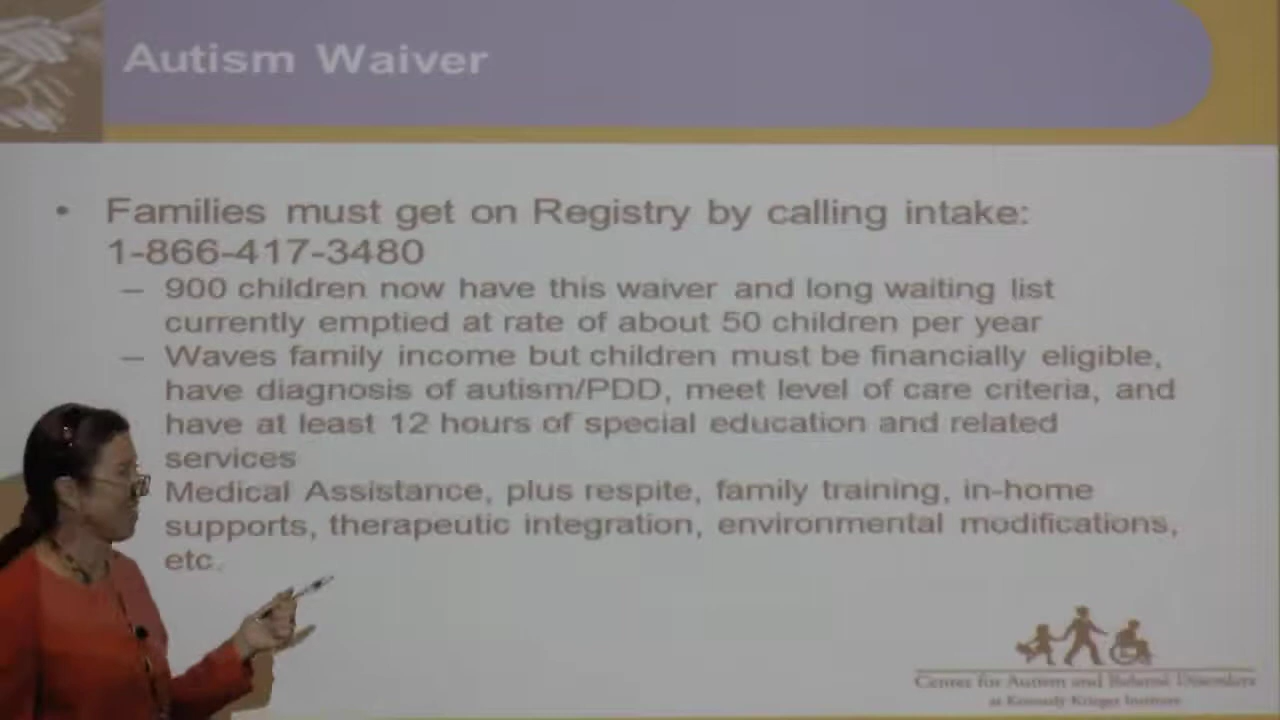 Autism Waiver
• Families must get on Registry by calling intake:
1-866-417-3480
– 900 children now have this waiver and long waiting list
currently emptied at rate of about 50 children per year
– Waves family income but children must be financially eligible,
have diagnosis of autism/PDD, meet level of care criteria, and
have at least 12 hours of special education and related
services
Medical Assistance, plus respite, family training, in-home
supports, therapeutic integration, environmental modifications,
etc.
Center for Autism and Related Disorders
at Kennedy Krieger Institute